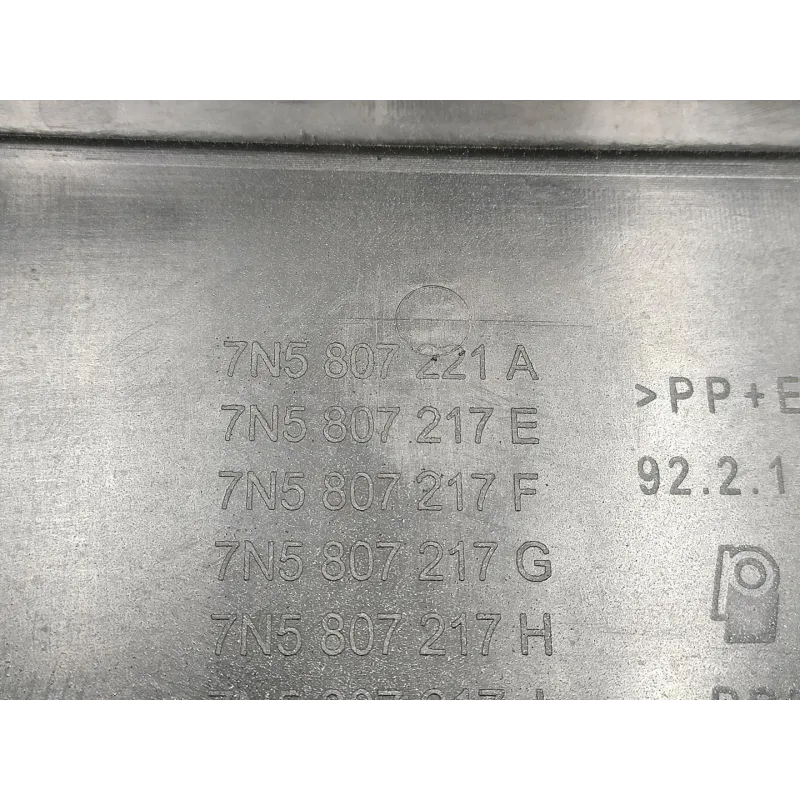 7N5 807 221 A
7N5 807 217 E
7N5 807 217 F
7N5 807 217 G
7N5 807 217 H
>PP+E
92.2.1